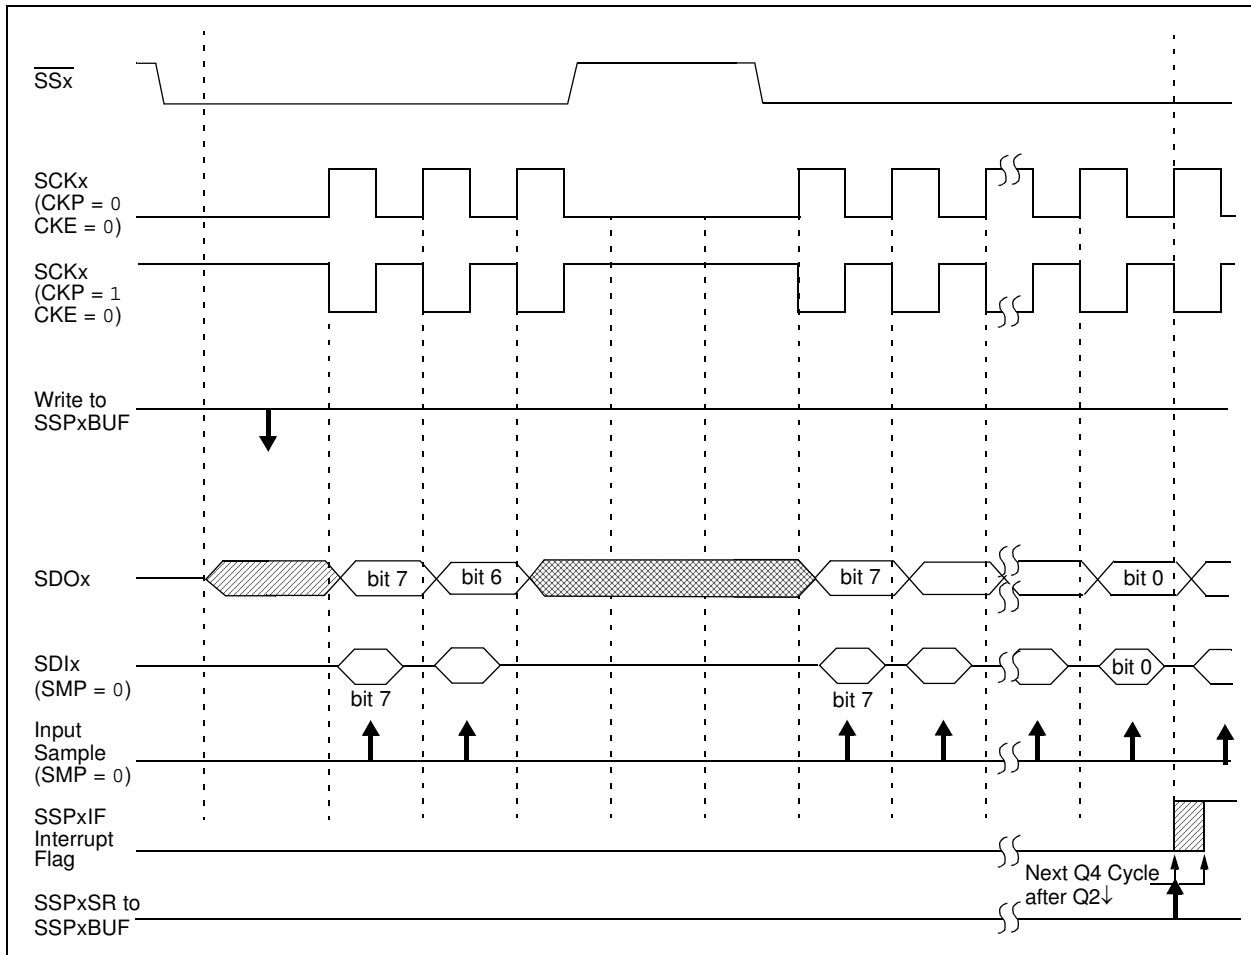 SSx
SCKx
(CKP = 0
CKE = 0)
SCKx
(CKP = 1
CKE = 0)
Write to
SSPxBUF
SDOx
bit 7
bit 6
bit 7
bit 0
SDIx
(SMP = 0)
bit 7
bit 7
bit 0
Input
Sample
(SMP = 0)
SSPxIF
Interrupt
Flag
Next Q4 Cycle
after Q2↓
SSPxSR to
SSPxBUF